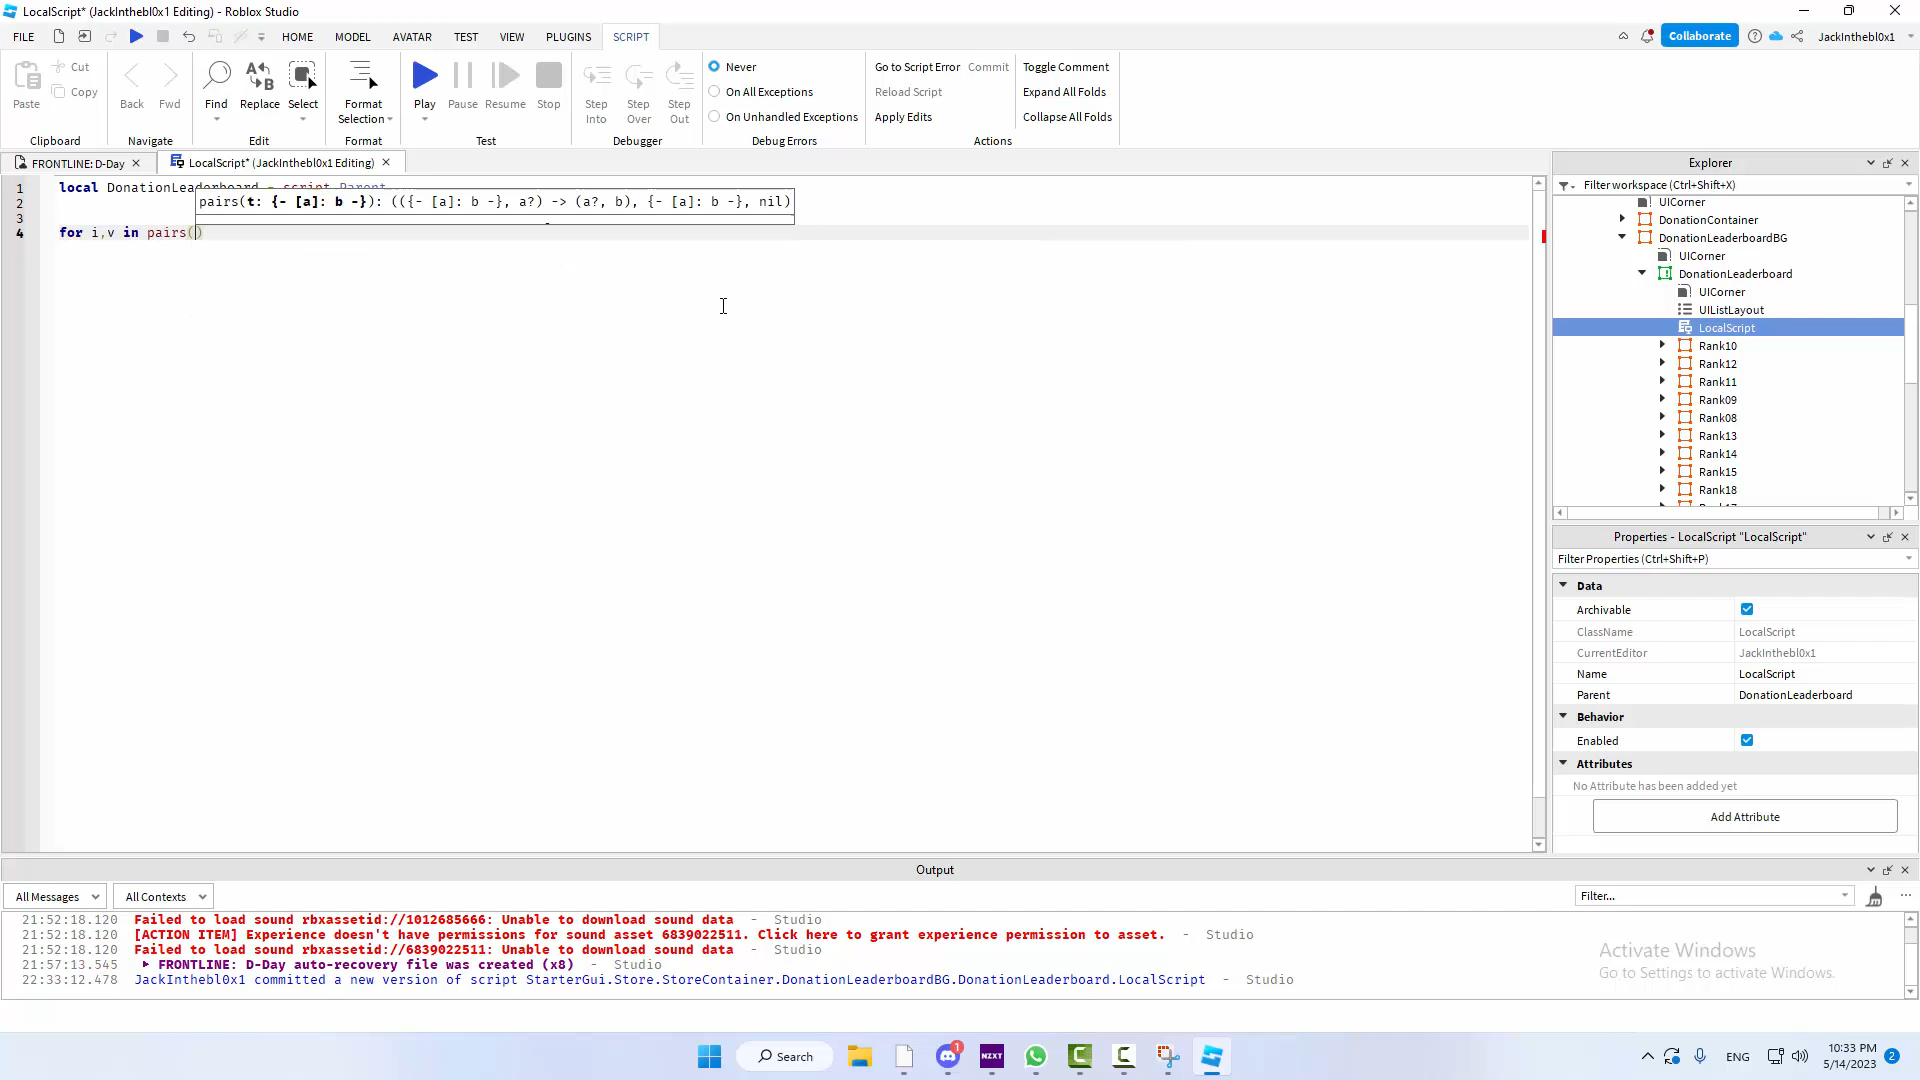 LocalScript* (JackInthebl0x1 Editing) - Roblox Studio
FILE HOME MODEL AVATAR TEST VIEW PLUGINS SCRIPT Collaborate JackInthebl0x1
Paste Cut Copy Clipboard
Back Fwd Navigate
Find Replace Select Edit
Format Selection Format
Play Pause Resume Stop Test
Step Into Step Over Step Out Debugger
Never
On All Exceptions
On Unhandled Exceptions
Debug Errors
Go to Script Error Commit
Reload Script
Apply Edits
Toggle Comment
Expand All Folds
Collapse All Folds
Actions
FRONTLINE: D-Day LocalScript* (JackInthebl0x1 Editing)
1 local DonationLeaderboard = script.Parent
2 pairs(t: {- [a]: b -}): (({- [a]: b -}, a?) -> (a?, b), {- [a]: b -}, nil)
3
4 for i,v in pairs()
Explorer
Filter workspace (Ctrl+Shift+X)
UICorner
DonationContainer
DonationLeaderboardBG
UICorner
DonationLeaderboard
UICorner
UIListLayout
LocalScript
Rank10
Rank12
Rank11
Rank09
Rank08
Rank13
Rank14
Rank15
Rank18
Properties - LocalScript "LocalScript"
Filter Properties (Ctrl+Shift+P)
Data
Archivable
ClassName LocalScript
CurrentEditor JackInthebl0x1
Name LocalScript
Parent DonationLeaderboard
Behavior
Enabled
Attributes
No Attribute has been added yet
Add Attribute
Output
All Messages All Contexts Filter...
21:52:18.120 Failed to load sound rbxassetid://1012685666: Unable to download sound data - Studio
21:52:18.120 [ACTION ITEM] Experience doesn't have permissions for sound asset 6839022511. Click here to grant experience permission to asset. - Studio
21:52:18.120 Failed to load sound rbxassetid://6839022511: Unable to download sound data - Studio
21:57:13.545 FRONTLINE: D-Day auto-recovery file was created (x8) - Studio
22:33:12.478 JackInthebl0x1 committed a new version of script StarterGui.Store.StoreContainer.DonationLeaderboardBG.DonationLeaderboard.LocalScript - Studio
Activate Windows
Go to Settings to activate Windows.
Search
1
NZXT
ENG
10:33 PM
5/14/2023
2